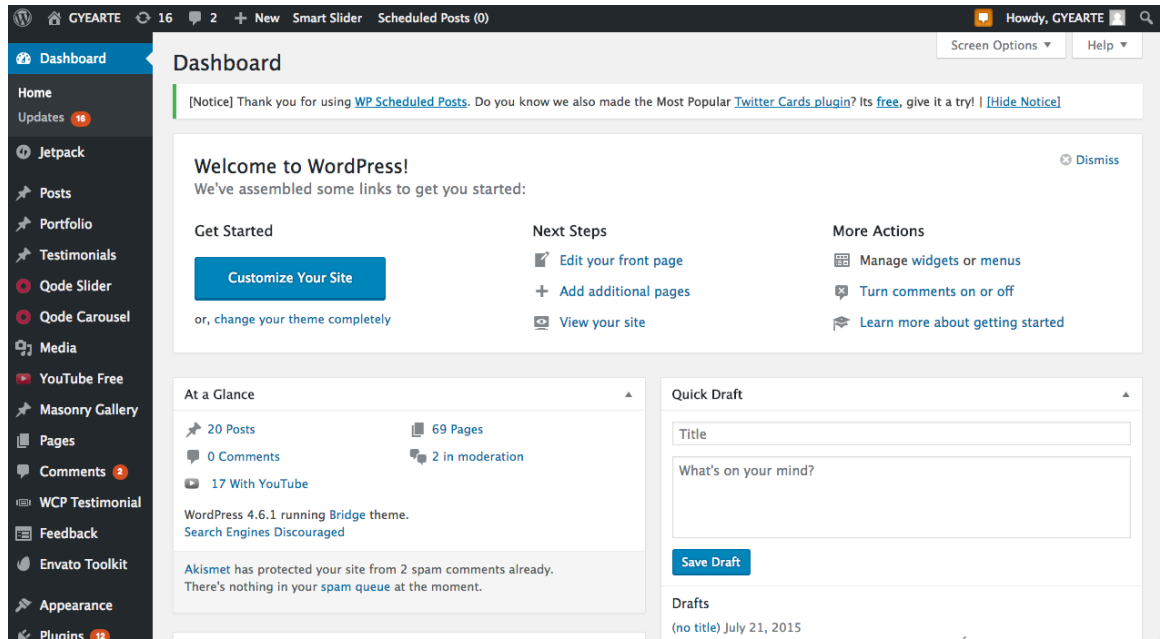 GYEARTE 16 2 + New Smart Slider Scheduled Posts (0) Howdy, GYEARTE
Dashboard
Home
Updates 16
Jetpack
Posts
Portfolio
Testimonials
Qode Slider
Qode Carousel
Media
YouTube Free
Masonry Gallery
Pages
Comments 2
WCP Testimonial
Feedback
Envato Toolkit
Appearance
Plugins 12
Screen Options ▼ Help ▼
Dashboard
[Notice] Thank you for using WP Scheduled Posts. Do you know we also made the Most Popular Twitter Cards plugin? Its free, give it a try! | [Hide Notice]
Welcome to WordPress!
Dismiss
We've assembled some links to get you started:
Get Started
Customize Your Site
or, change your theme completely
Next Steps
Edit your front page
Add additional pages
View your site
More Actions
Manage widgets or menus
Turn comments on or off
Learn more about getting started
At a Glance
20 Posts 69 Pages
0 Comments 2 in moderation
17 With YouTube
WordPress 4.6.1 running Bridge theme.
Search Engines Discouraged
Akismet has protected your site from 2 spam comments already.
There's nothing in your spam queue at the moment.
Quick Draft
Title
What's on your mind?
Save Draft
Drafts
(no title) July 21, 2015